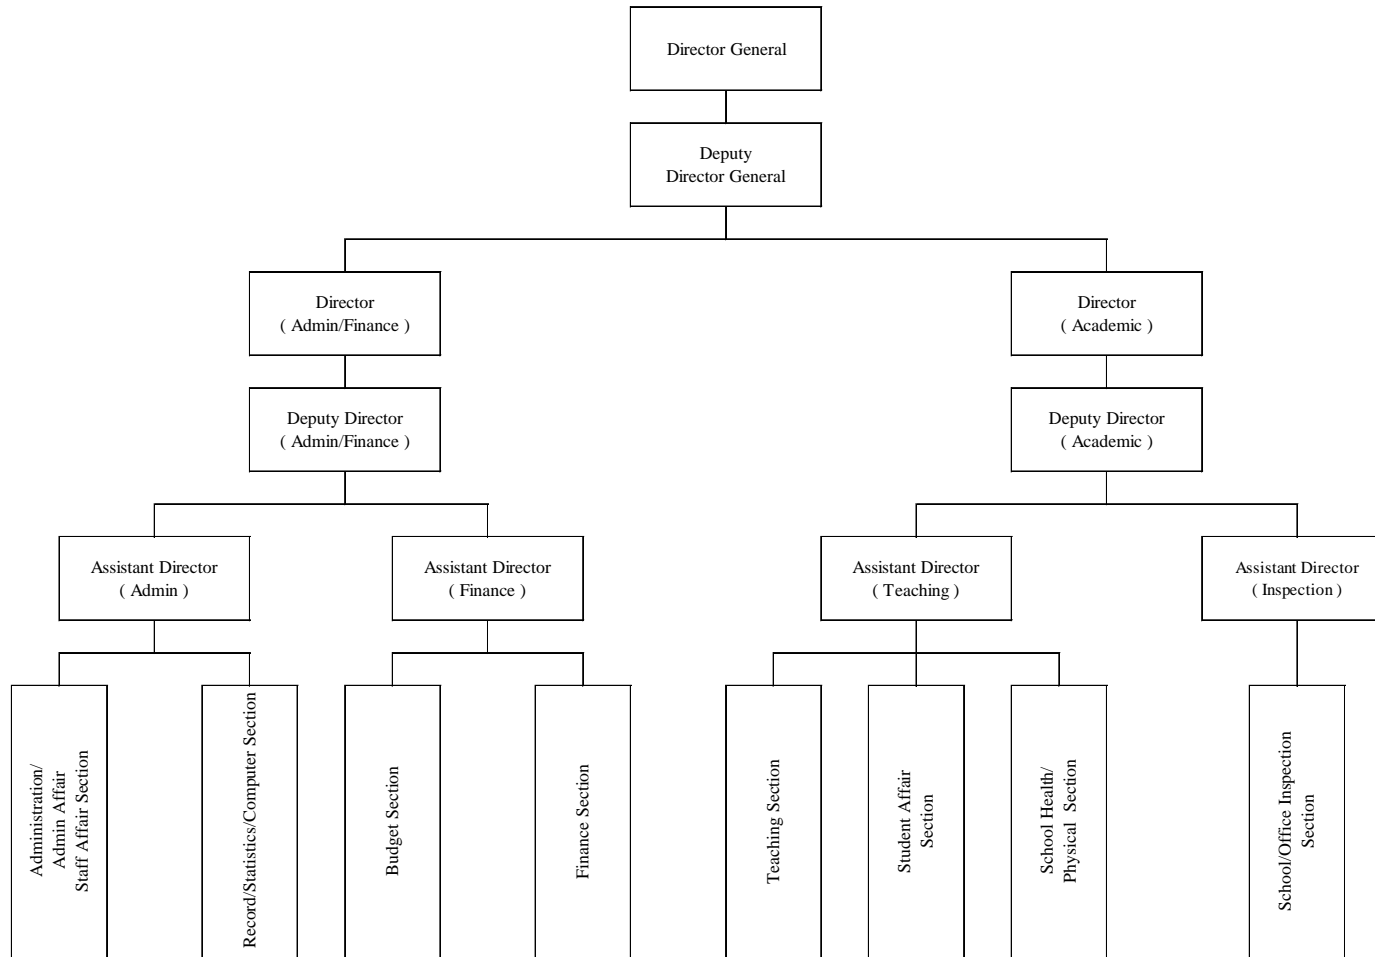 Director General
Deputy
Director General
Director
( Admin/Finance )
Director
( Academic )
Deputy Director
( Admin/Finance )
Deputy Director
( Academic )
Assistant Director
( Admin )
Assistant Director
( Finance )
Assistant Director
( Teaching )
Assistant Director
( Inspection )
Administration/
Admin Affair
Staff Affair Section
Record/Statistics/Computer Section
Budget Section
Finance Section
Teaching Section
Student Affair
Section
School Health/
Physical Section
School/Office Inspection
Section